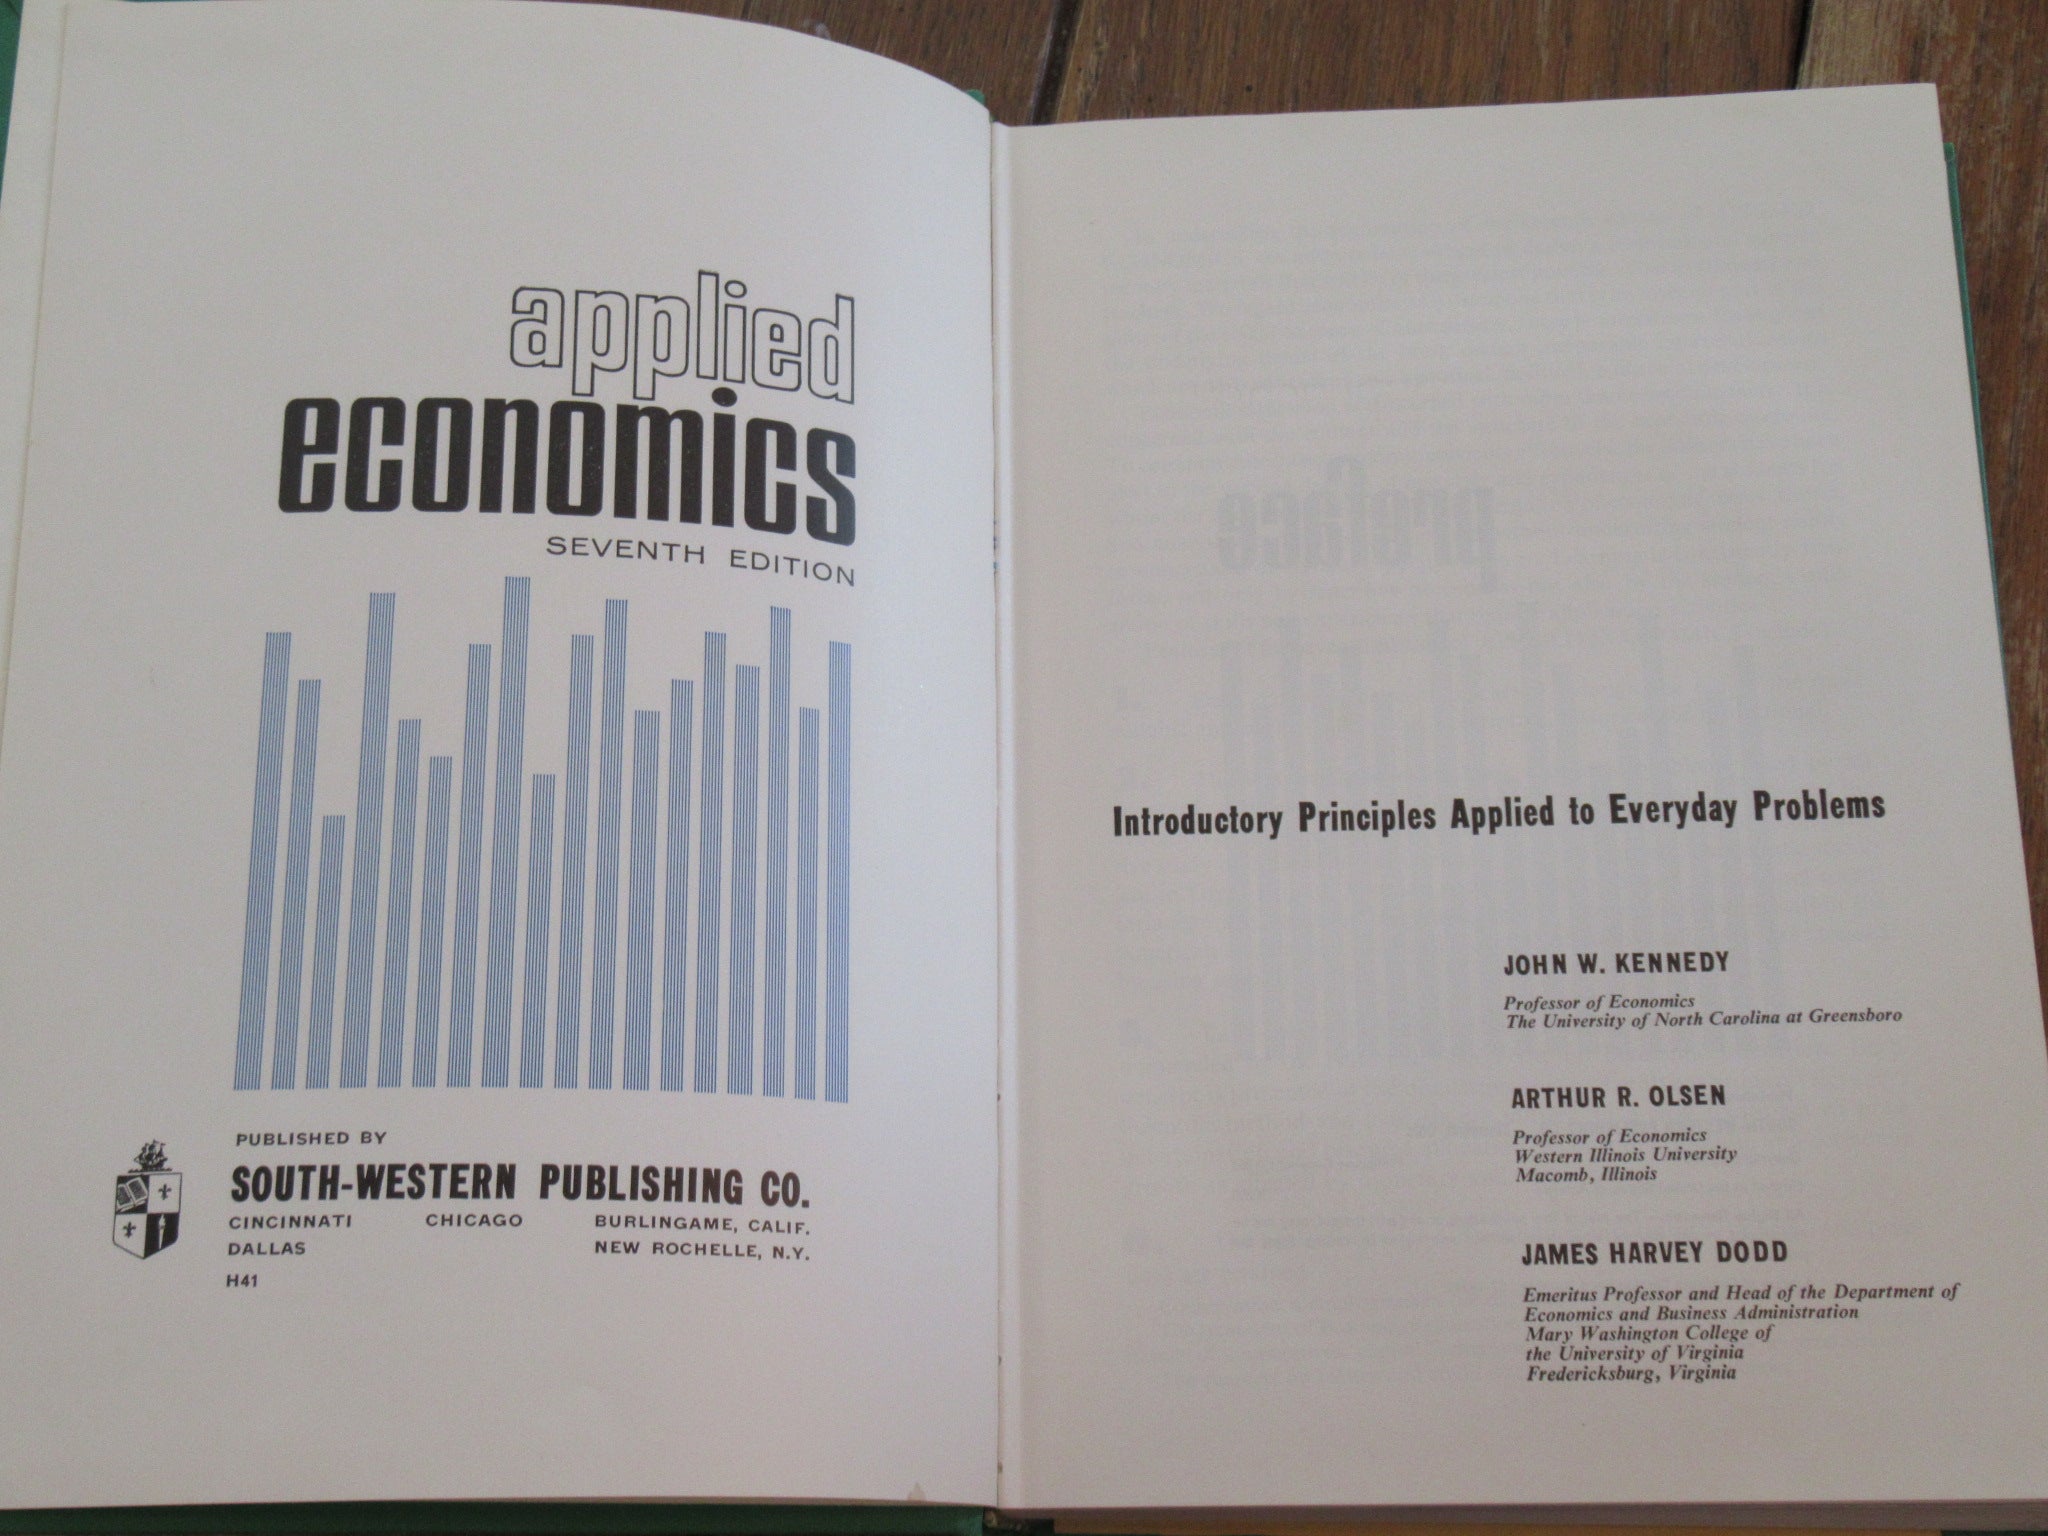 applied
economics
SEVENTH EDITION
PUBLISHED BY
SOUTH-WESTERN PUBLISHING CO.
CINCINNATI CHICAGO BURLINGAME, CALIF.
DALLAS NEW ROCHELLE, N.Y.
H41
Introductory Principles Applied to Everyday Problems
JOHN W. KENNEDY
Professor of Economics
The University of North Carolina at Greensboro
ARTHUR R. OLSEN
Professor of Economics
Western Illinois University
Macomb, Illinois
JAMES HARVEY DODD
Emeritus Professor and Head of the Department of
Economics and Business Administration
Mary Washington College of
the University of Virginia
Fredericksburg, Virginia
preface